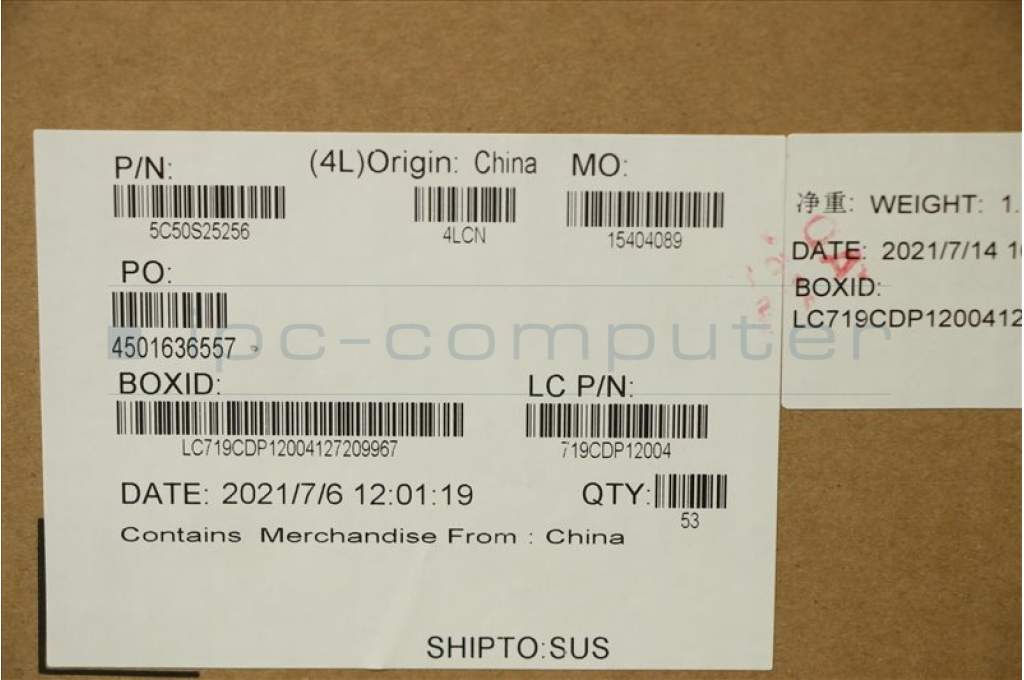 P/N:
(4L)Origin: China
MO:
5C50S25256
4LCN
15404089
PO:
4501636557
ipc-computer
BOXID:
LC P/N:
LC719CDP12004127209967
719CDP12004
DATE: 2021/7/6 12:01:19
QTY:
53
Contains Merchandise From : China
SHIPTO:SUS
净重: WEIGHT: 1.
DATE: 2021/7/14 1
BOXID:
LC719CDP1200412